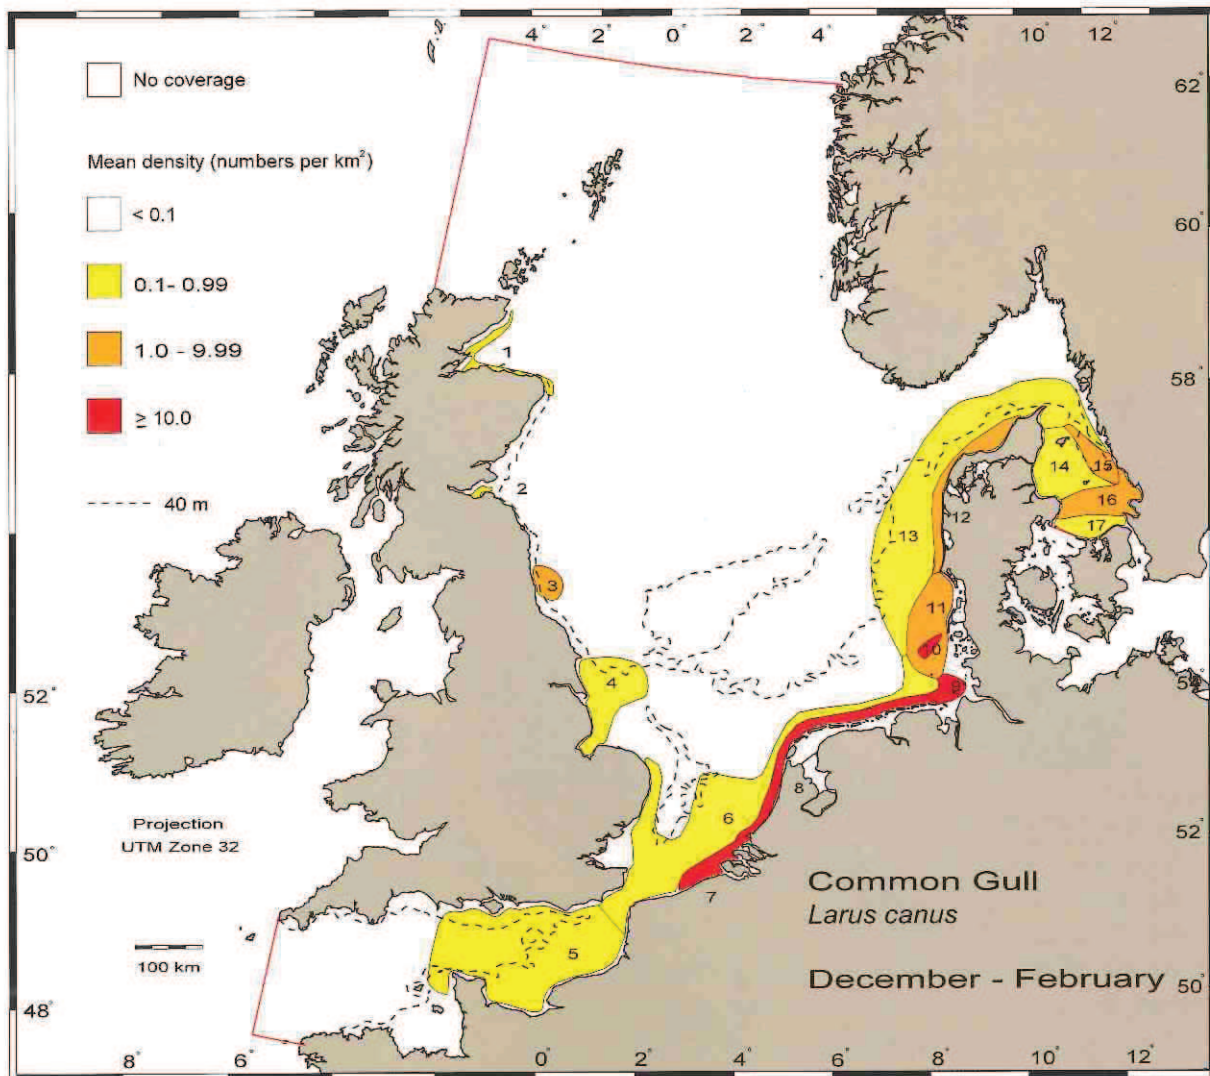 4° 2° 0° 2° 4° 10° 12°
No coverage
62°
Mean density (numbers per km²)
< 0.1
60°
0.1- 0.99
1.0 - 9.99
1
58°
≥ 10.0
14 15
40 m
2
16
12
17
13
3
11
10
4
9
52°
8
6
Projection
UTM Zone 32
52°
50°
Common Gull
7
Larus canus
5
100 km
December - February
50°
48°
8° 6° 0° 2° 4° 6° 8° 10° 12°